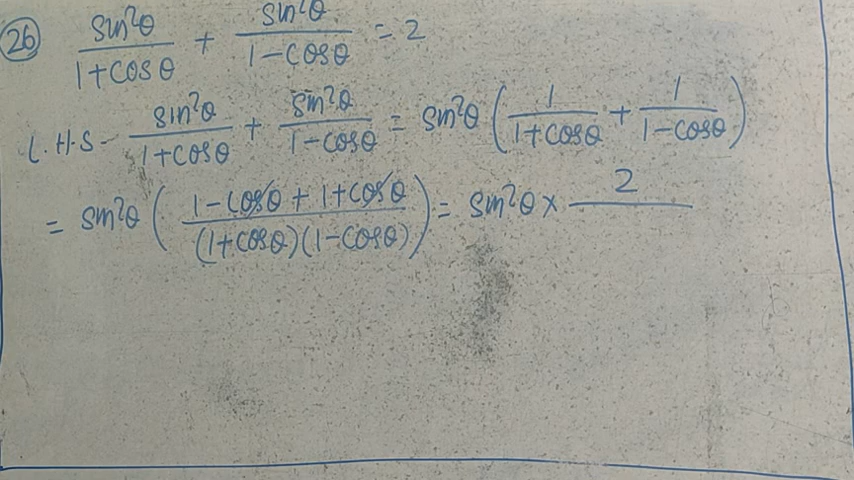 26 sin²θ/1+cosθ + sin²θ/1-cosθ = 2
L.H.S - sin²θ/1+cosθ + sin²θ/1-cosθ = sin²θ (1/1+cosθ + 1/1-cosθ)
= sin²θ (1-cosθ+1+cosθ/(1+cosθ)(1-cosθ)) = sin²θ × 2/